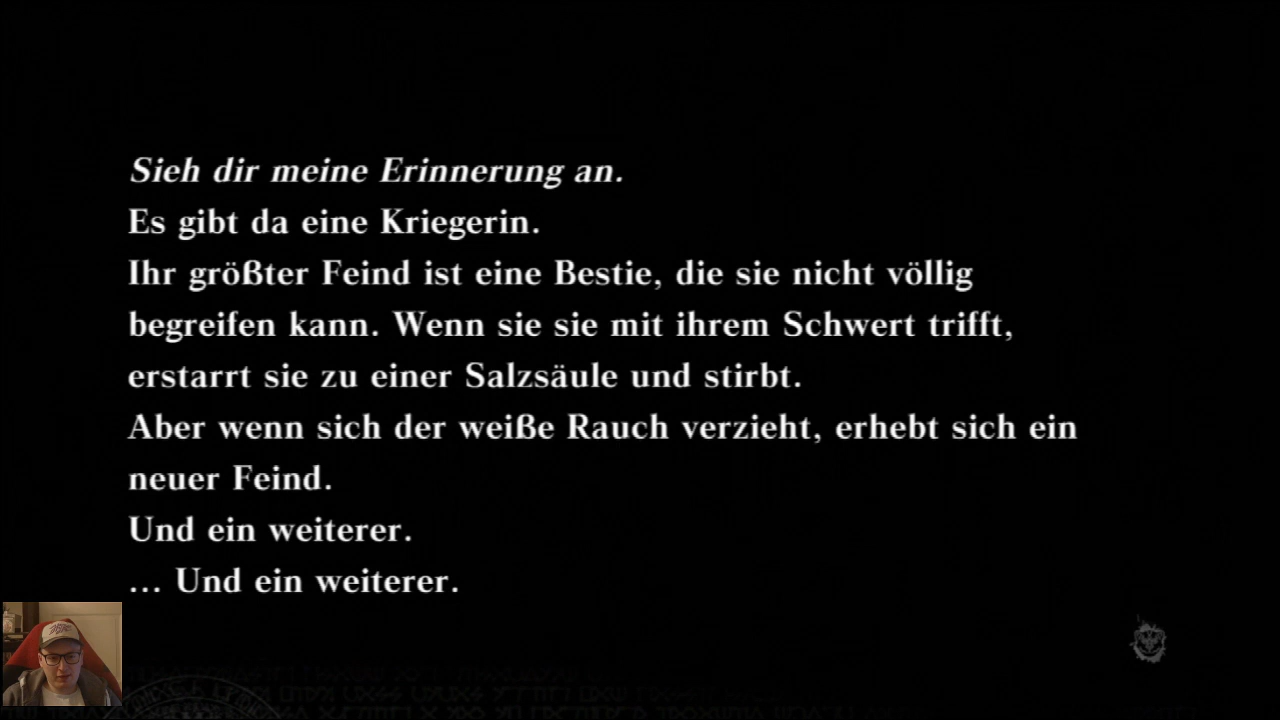 Sieh dir meine Erinnerung an.
Es gibt da eine Kriegerin.
Ihr größter Feind ist eine Bestie, die sie nicht völlig
begreifen kann. Wenn sie sie mit ihrem Schwert trifft,
erstarrt sie zu einer Salzsäule und stirbt.
Aber wenn sich der weiße Rauch verzieht, erhebt sich ein
neuer Feind.
Und ein weiterer.
... Und ein weiterer.